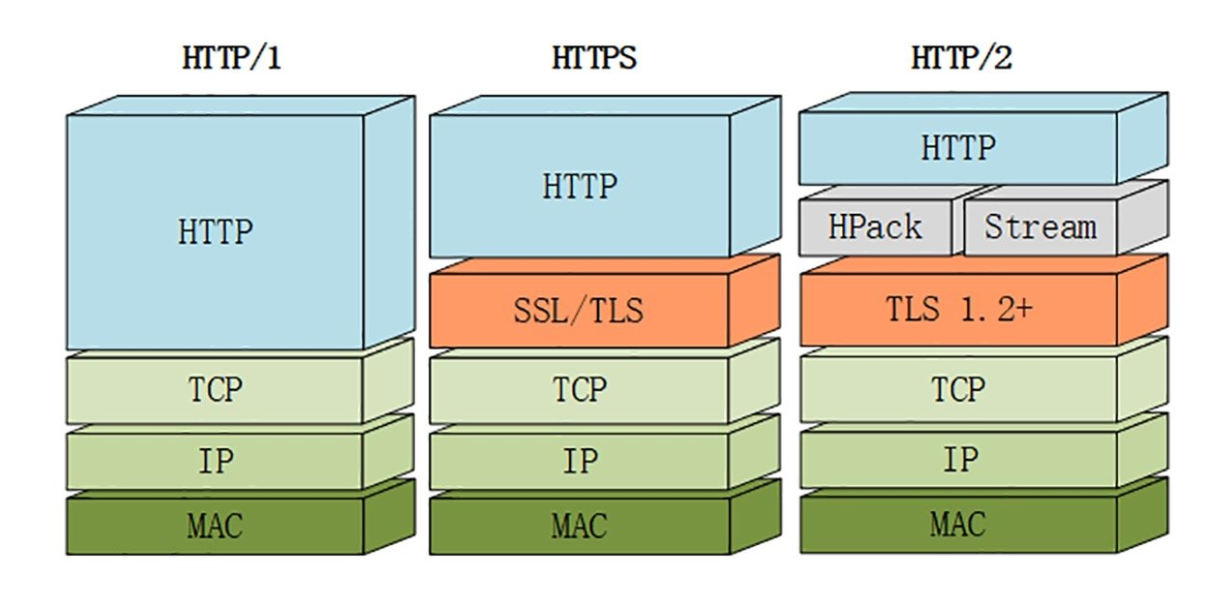 HTTP/1
HTTP
TCP
IP
MAC
HTTPS
HTTP
SSL/TLS
TCP
IP
MAC
HTTP/2
HTTP
HPack Stream
TLS 1.2+
TCP
IP
MAC